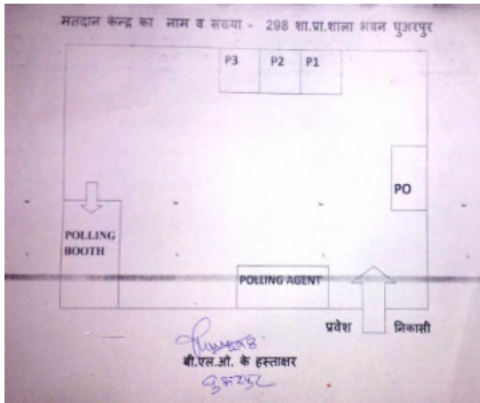 मतदान केन्द्र का नाम व संख्या - 298 शा.प्रा.शाला भवन घुअरपुर
P3 P2 P1
PO
POLLING
BOOTH
POLLING AGENT
प्रवेश निकासी
बी.एल.ओ. के हस्ताक्षर